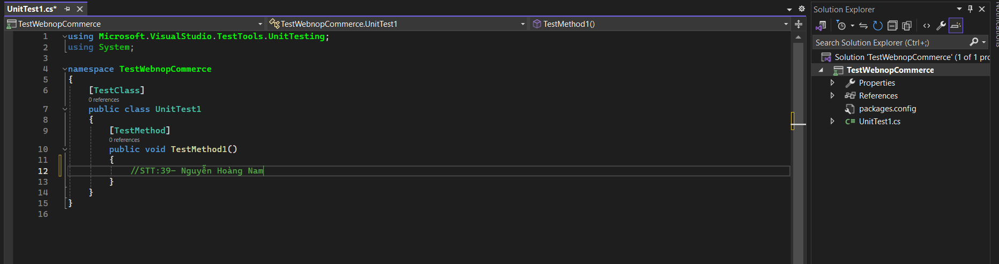 UnitTest1.cs*
TestWebnopCommerce
TestWebnopCommerce.UnitTest1
TestMethod1()
1 using Microsoft.VisualStudio.TestTools.UnitTesting;
2 using System;
3
4 namespace TestWebnopCommerce
5 {
6 [TestClass]
0 references
7 public class UnitTest1
8 {
9 [TestMethod]
0 references
10 public void TestMethod1()
11 {
12 //STT:39- Nguyễn Hoàng Nam
13 }
14 }
15 }
16
Solution Explorer
Search Solution Explorer (Ctrl+;)
Solution 'TestWebnopCommerce' (1 of 1 pro
TestWebnopCommerce
Properties
References
packages.config
C# UnitTest1.cs
Notifications